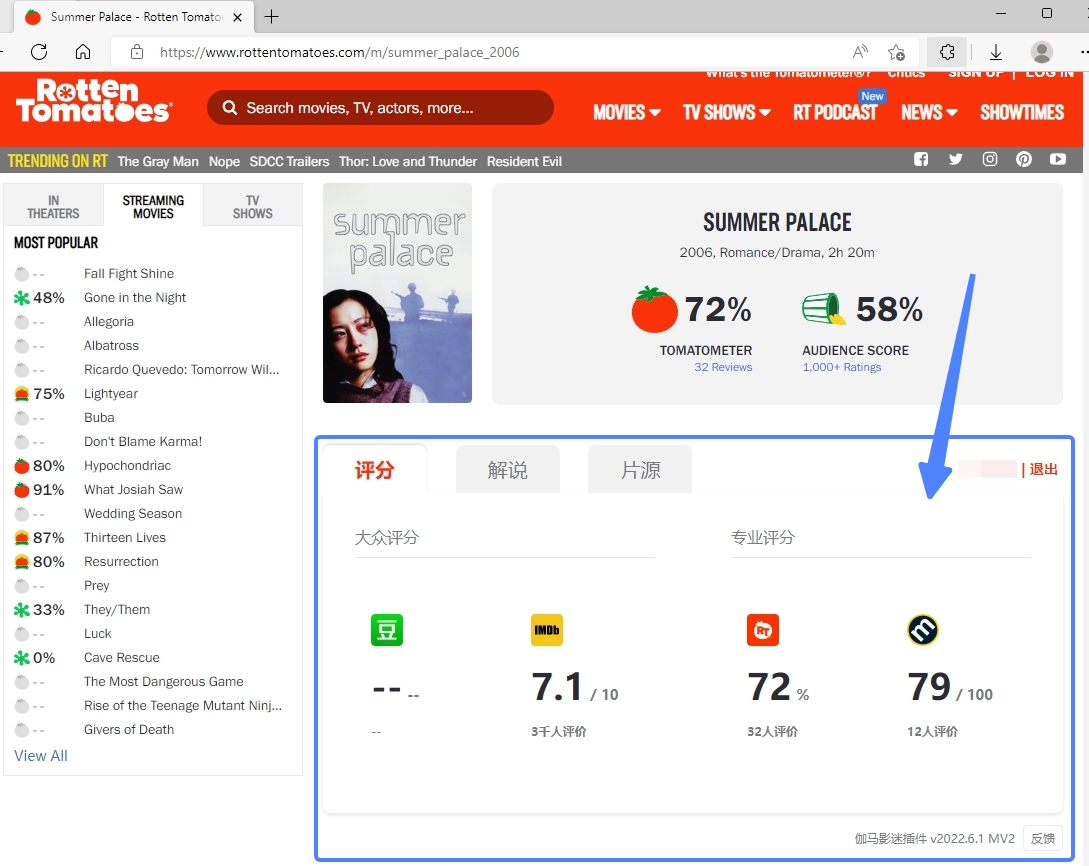 Summer Palace - Rotten Tomato
https://www.rottentomatoes.com/m/summer_palace_2006
What's the Tomatometer®? Critics SIGN UP | LOG IN
Rotten Tomatoes
Search movies, TV, actors, more...
MOVIES TV SHOWS RT PODCAST New NEWS SHOWTIMES
TRENDING ON RT The Gray Man Nope SDCC Trailers Thor: Love and Thunder Resident Evil
IN THEATERS
STREAMING MOVIES
TV SHOWS
MOST POPULAR
-- Fall Fight Shine
48% Gone in the Night
-- Allegoria
-- Albatross
-- Ricardo Quevedo: Tomorrow Wil...
75% Lightyear
-- Buba
-- Don't Blame Karma!
80% Hypochondriac
91% What Josiah Saw
-- Wedding Season
87% Thirteen Lives
80% Resurrection
-- Prey
33% They/Them
-- Luck
0% Cave Rescue
-- The Most Dangerous Game
-- Rise of the Teenage Mutant Ninj...
-- Givers of Death
View All
summer
palace
SUMMER PALACE
2006, Romance/Drama, 2h 20m
72% 58%
TOMATOMETER AUDIENCE SCORE
32 Reviews 1,000+ Ratings
评分 解说 片源 | 退出
大众评分 专业评分
豆 IMDb RT m
-- -- 7.1 / 10 72 % 79 / 100
-- 3千人评价 32人评价 12人评价
伽马影迷插件 v2022.6.1 MV2 反馈